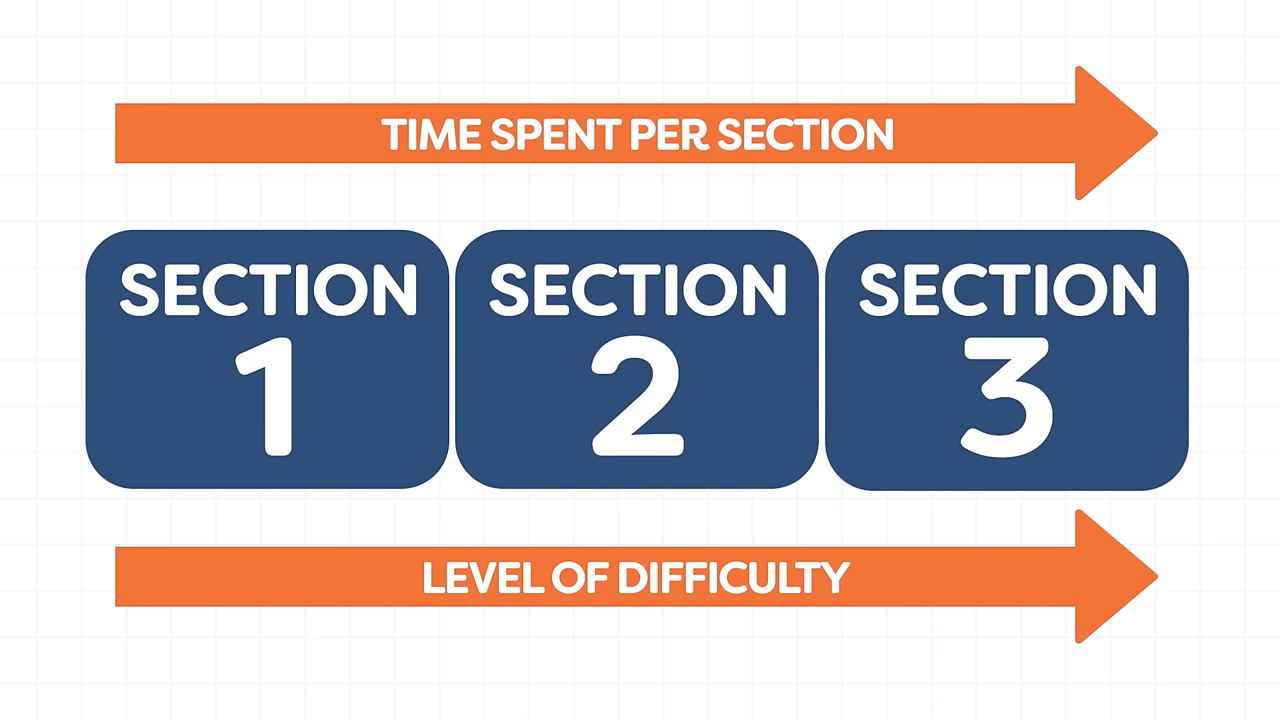 TIME SPENT PER SECTION
SECTION
1
SECTION
2
SECTION
3
LEVEL OF DIFFICULTY